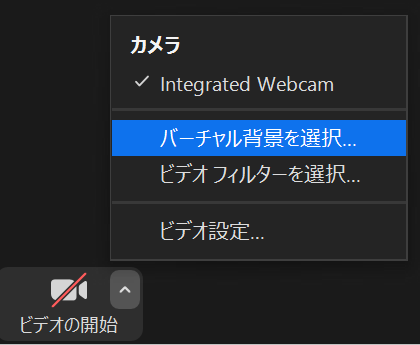 カメラ
Integrated Webcam
バーチャル背景を選択...
ビデオ フィルターを選択...
ビデオ設定...
ビデオの開始